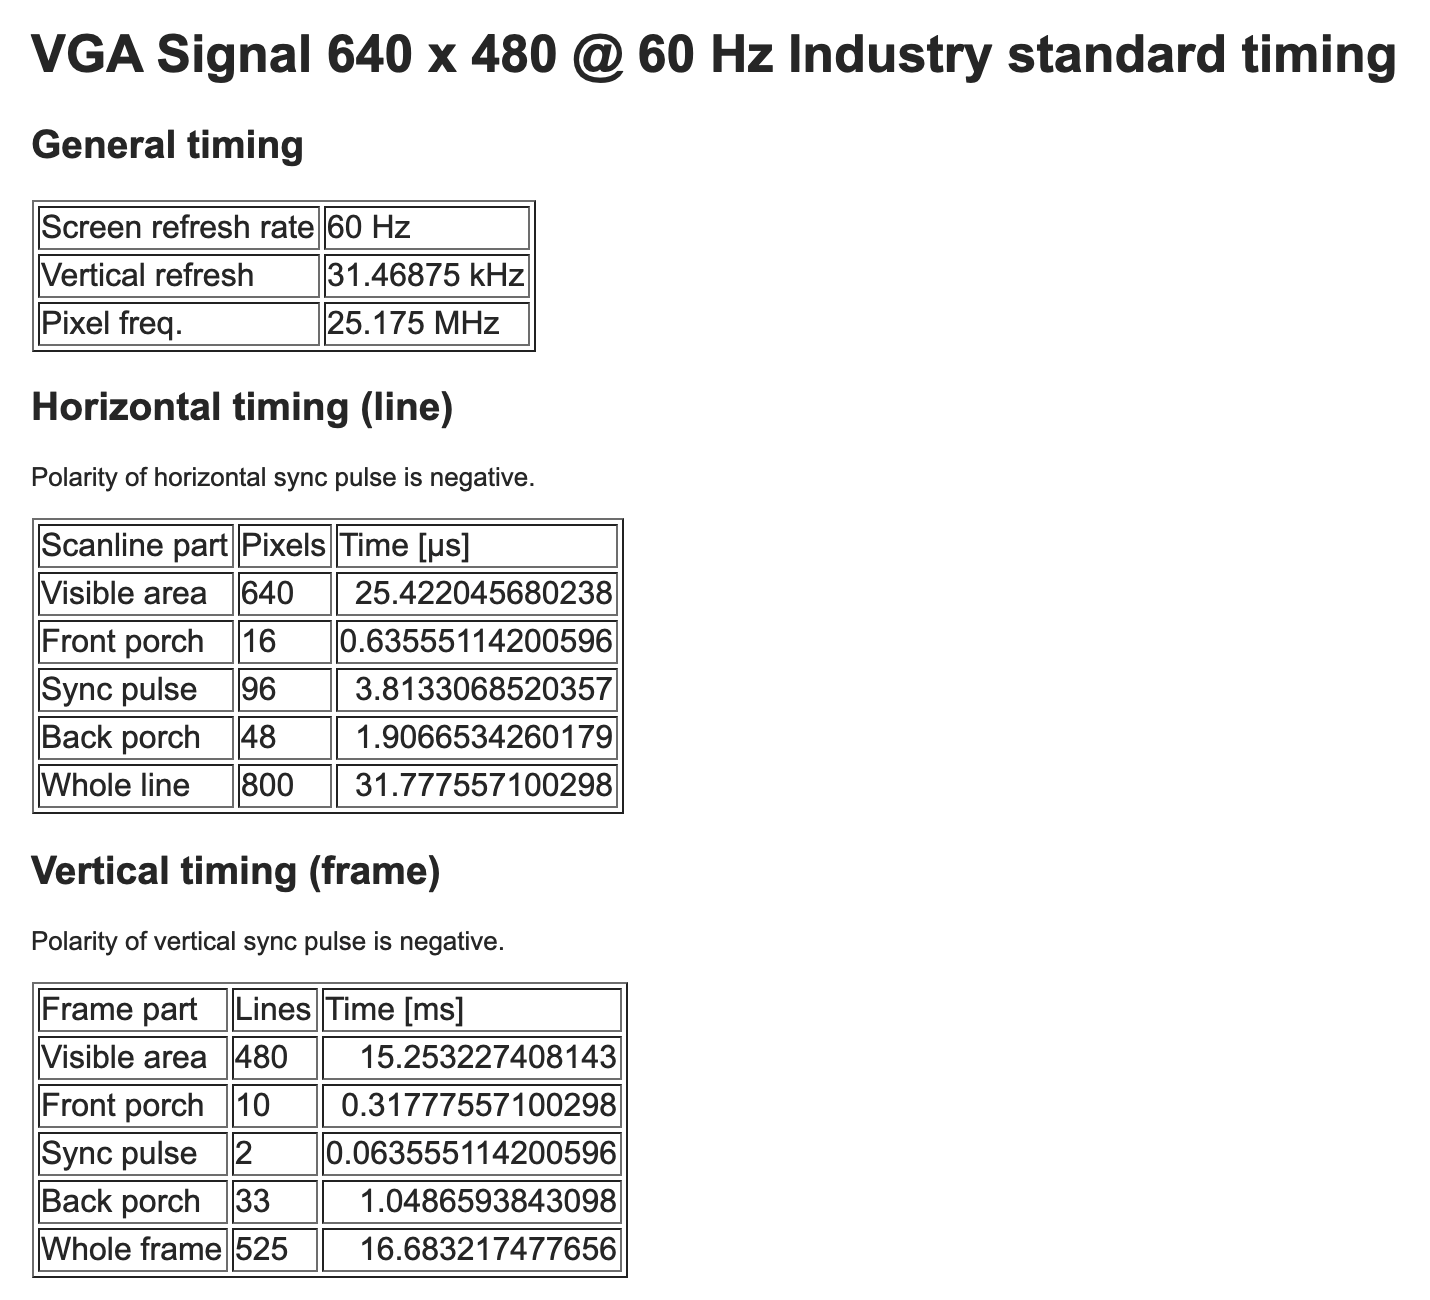 VGA Signal 640 x 480 @ 60 Hz Industry standard timing
General timing
Screen refresh rate 60 Hz
Vertical refresh 31.46875 kHz
Pixel freq. 25.175 MHz
Horizontal timing (line)
Polarity of horizontal sync pulse is negative.
Scanline part Pixels Time [µs]
Visible area 640 25.422045680238
Front porch 16 0.63555114200596
Sync pulse 96 3.8133068520357
Back porch 48 1.9066534260179
Whole line 800 31.777557100298
Vertical timing (frame)
Polarity of vertical sync pulse is negative.
Frame part Lines Time [ms]
Visible area 480 15.253227408143
Front porch 10 0.31777557100298
Sync pulse 2 0.063555114200596
Back porch 33 1.0486593843098
Whole frame 525 16.683217477656